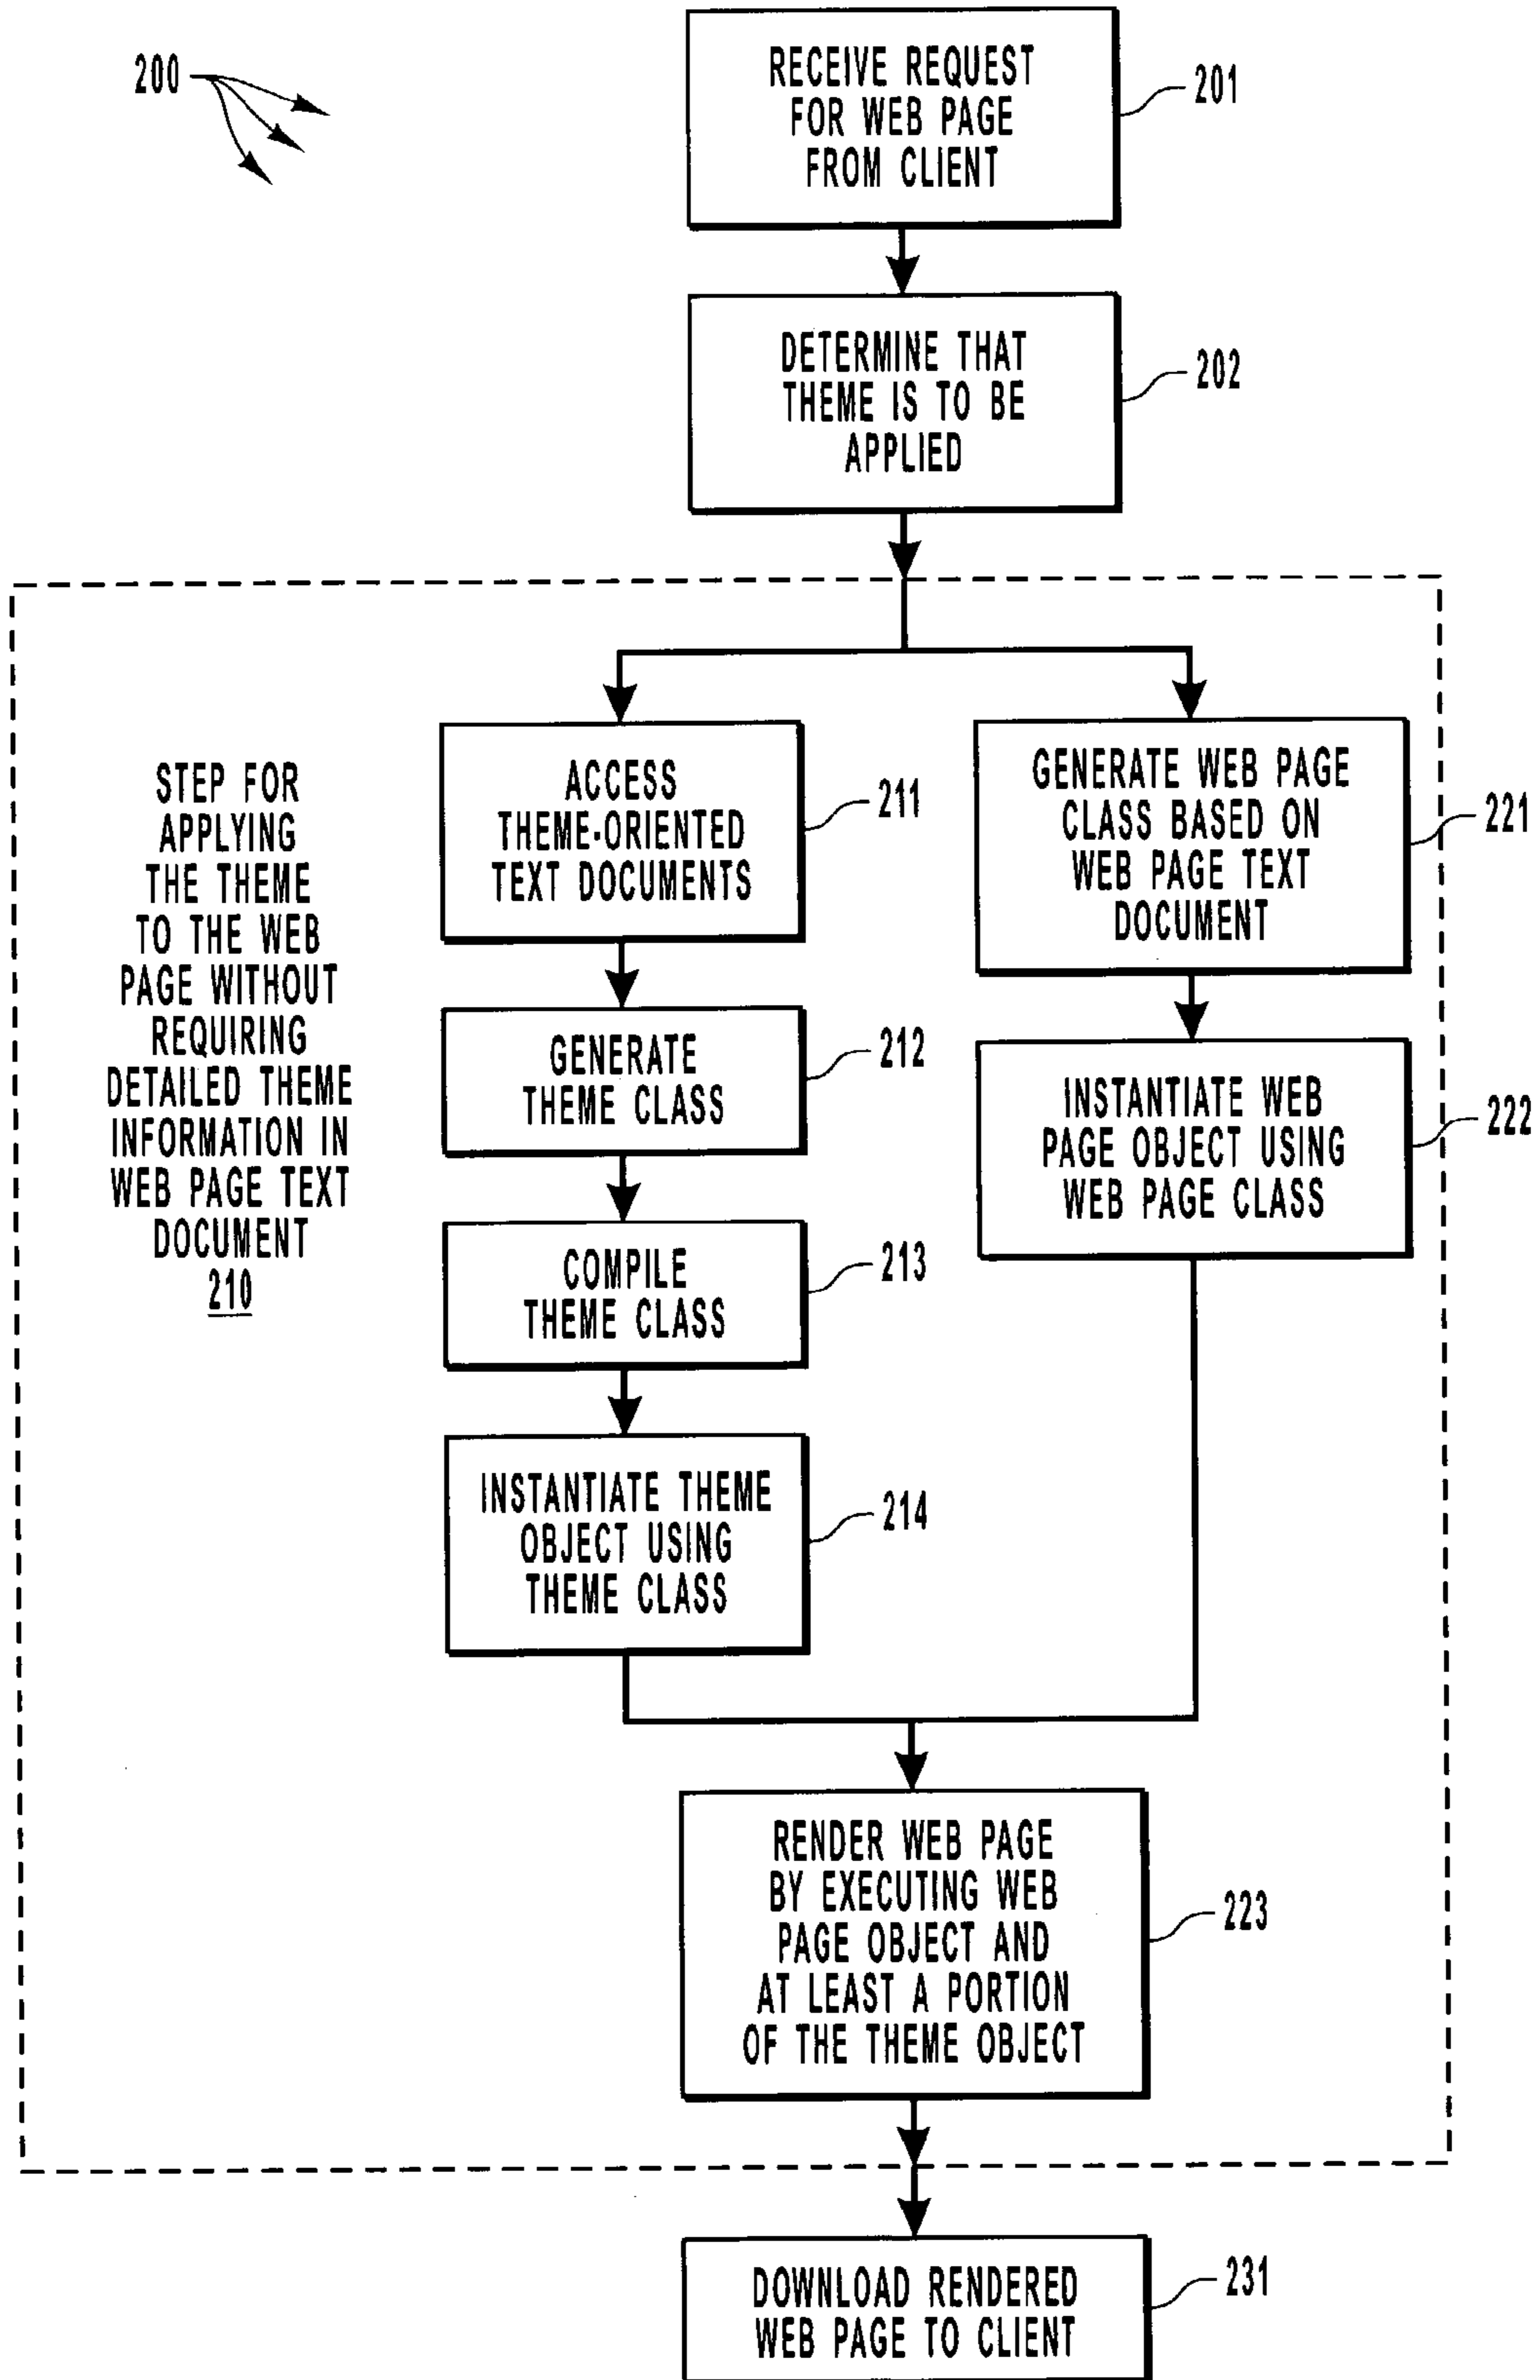 200
RECEIVE REQUEST
FOR WEB PAGE
FROM CLIENT
201
DETERMINE THAT
THEME IS TO BE
APPLIED
202
STEP FOR
APPLYING
THE THEME
TO THE WEB
PAGE WITHOUT
REQUIRING
DETAILED THEME
INFORMATION IN
WEB PAGE TEXT
DOCUMENT
210
ACCESS
THEME-ORIENTED
TEXT DOCUMENTS
211
GENERATE
THEME CLASS
212
COMPILE
THEME CLASS
213
INSTANTIATE THEME
OBJECT USING
THEME CLASS
214
GENERATE WEB PAGE
CLASS BASED ON
WEB PAGE TEXT
DOCUMENT
221
INSTANTIATE WEB
PAGE OBJECT USING
WEB PAGE CLASS
222
RENDER WEB PAGE
BY EXECUTING WEB
PAGE OBJECT AND
AT LEAST A PORTION
OF THE THEME OBJECT
223
DOWNLOAD RENDERED
WEB PAGE TO CLIENT
231